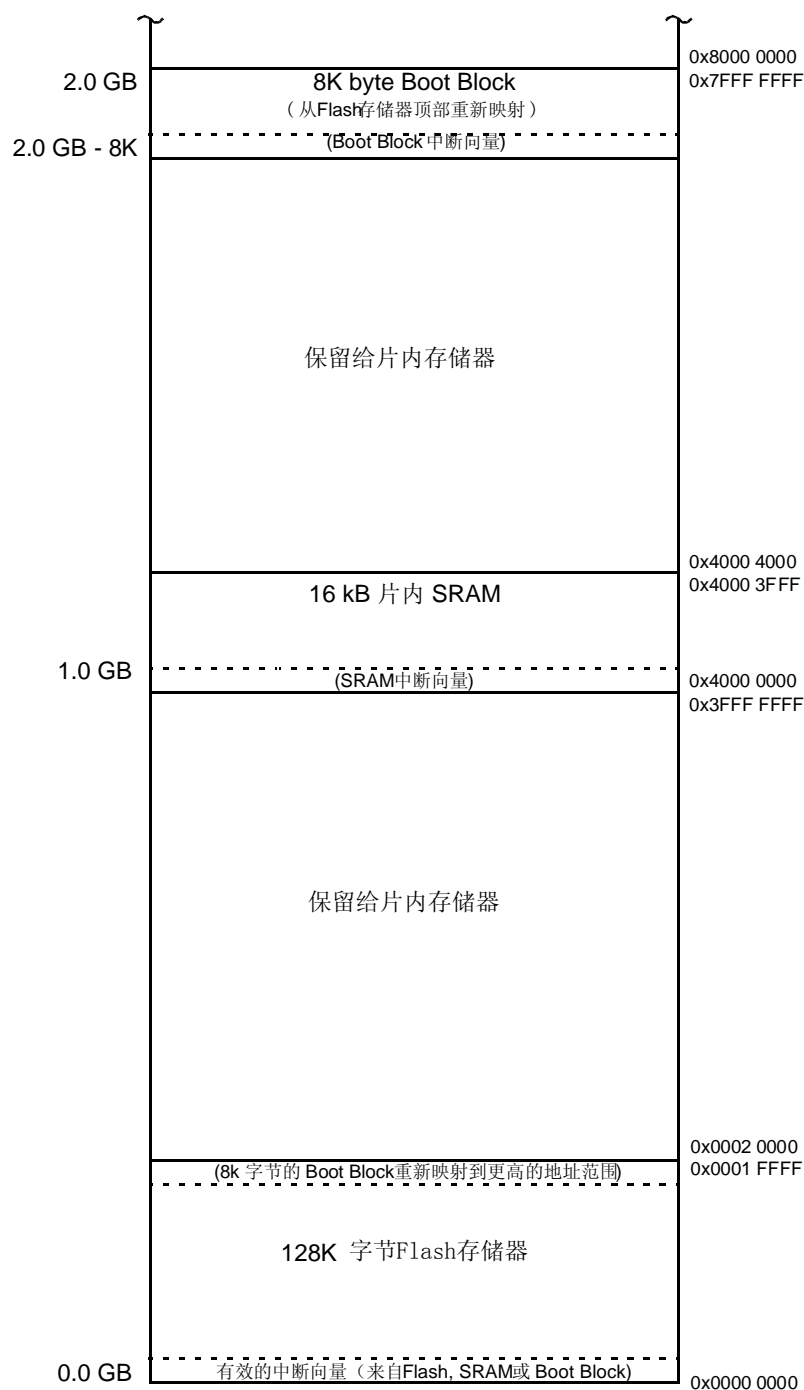 0x8000 0000
2.0 GB
8K byte Boot Block
0x7FFF FFFF
（从Flash存储器顶部重新映射）
2.0 GB - 8K
(Boot Block 中断向量)
保留给片内存储器
0x4000 4000
16 kB 片内 SRAM
0x4000 3FFF
1.0 GB
(SRAM中断向量)
0x4000 0000
0x3FFF FFFF
保留给片内存储器
0x0002 0000
(8k 字节的 Boot Block重新映射到更高的地址范围)
0x0001 FFFF
128K 字节Flash存储器
0.0 GB
有效的中断向量（来自Flash, SRAM或 Boot Block)
0x0000 0000